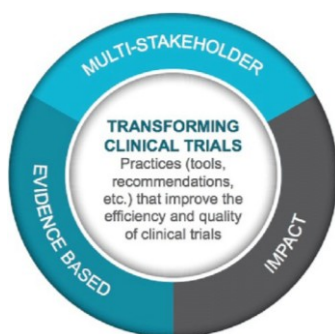 MULTI-STAKEHOLDER
TRANSFORMING
CLINICAL TRIALS
Practices (tools,
recommendations,
etc.) that improve the
efficiency and quality
of clinical trials
EVIDENCE BASED
IMPACT